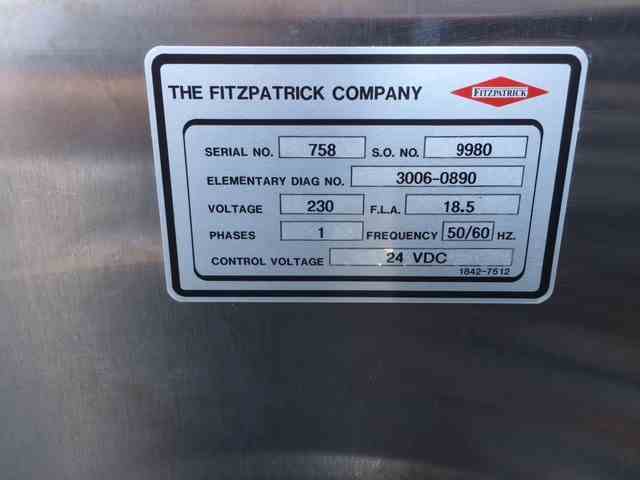 THE FITZPATRICK COMPANY FITZPATRICK
SERIAL NO. 758 S.O. NO. 9980
ELEMENTARY DIAG NO. 3006-0890
VOLTAGE 230 F.L.A. 18.5
PHASES 1 FREQUENCY 50/60 HZ.
CONTROL VOLTAGE 24 VDC
1842-7512